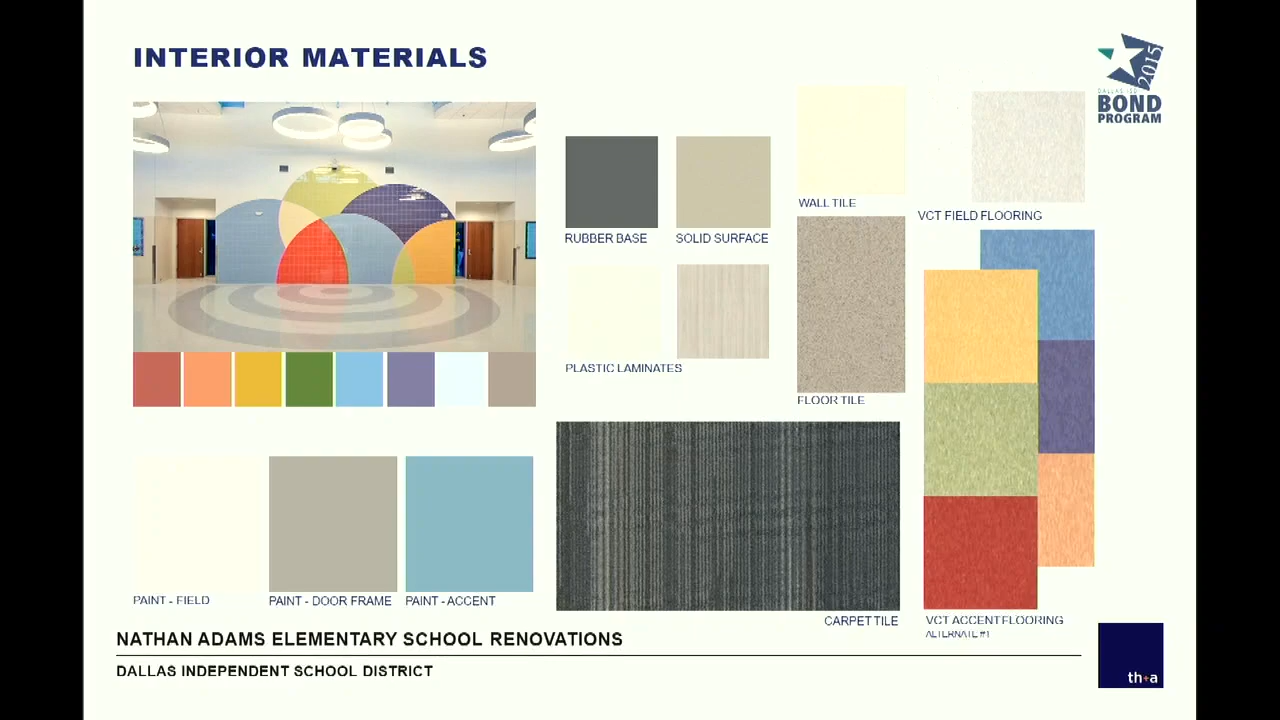 INTERIOR MATERIALS
2015
DALLAS ISD
BOND
PROGRAM
WALL TILE
VCT FIELD FLOORING
RUBBER BASE
SOLID SURFACE
PLASTIC LAMINATES
FLOOR TILE
PAINT - FIELD
PAINT - DOOR FRAME
PAINT - ACCENT
CARPET TILE
VCT ACCENT FLOORING
ALTERNATE #1
NATHAN ADAMS ELEMENTARY SCHOOL RENOVATIONS
DALLAS INDEPENDENT SCHOOL DISTRICT
th+a